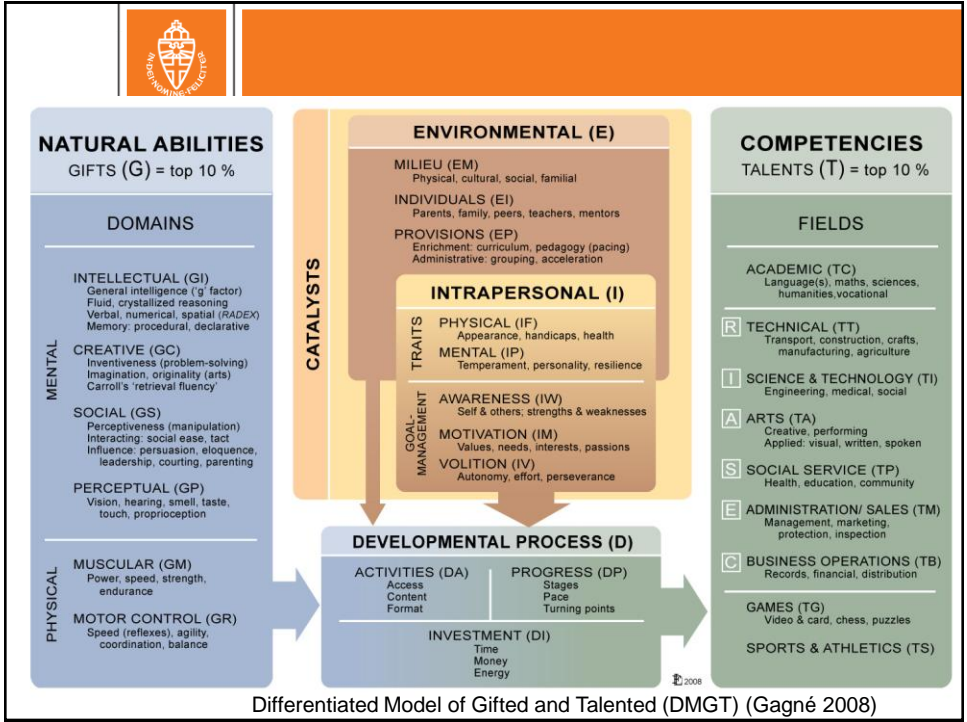 IN·DEI·NOMINE·FELICITER
NATURAL ABILITIES
GIFTS (G) = top 10 %
DOMAINS
MENTAL
INTELLECTUAL (GI)
General intelligence ('g' factor)
Fluid, crystallized reasoning
Verbal, numerical, spatial (RADEX)
Memory: procedural, declarative
CREATIVE (GC)
Inventiveness (problem-solving)
Imagination, originality (arts)
Carroll's 'retrieval fluency'
SOCIAL (GS)
Perceptiveness (manipulation)
Interacting: social ease, tact
Influence: persuasion, eloquence,
leadership, courting, parenting
PERCEPTUAL (GP)
Vision, hearing, smell, taste,
touch, proprioception
PHYSICAL
MUSCULAR (GM)
Power, speed, strength,
endurance
MOTOR CONTROL (GR)
Speed (reflexes), agility,
coordination, balance
CATALYSTS
ENVIRONMENTAL (E)
MILIEU (EM)
Physical, cultural, social, familial
INDIVIDUALS (EI)
Parents, family, peers, teachers, mentors
PROVISIONS (EP)
Enrichment: curriculum, pedagogy (pacing)
Administrative: grouping, acceleration
INTRAPERSONAL (I)
TRAITS
PHYSICAL (IF)
Appearance, handicaps, health
MENTAL (IP)
Temperament, personality, resilience
GOAL-
MANAGEMENT
AWARENESS (IW)
Self & others; strengths & weaknesses
MOTIVATION (IM)
Values, needs, interests, passions
VOLITION (IV)
Autonomy, effort, perseverance
DEVELOPMENTAL PROCESS (D)
ACTIVITIES (DA)
Access
Content
Format
PROGRESS (DP)
Stages
Pace
Turning points
INVESTMENT (DI)
Time
Money
Energy
2008
COMPETENCIES
TALENTS (T) = top 10 %
FIELDS
ACADEMIC (TC)
Language(s), maths, sciences,
humanities,vocational
R TECHNICAL (TT)
Transport, construction, crafts,
manufacturing, agriculture
I SCIENCE & TECHNOLOGY (TI)
Engineering, medical, social
A ARTS (TA)
Creative, performing
Applied: visual, written, spoken
S SOCIAL SERVICE (TP)
Health, education, community
E ADMINISTRATION/ SALES (TM)
Management, marketing,
protection, inspection
C BUSINESS OPERATIONS (TB)
Records, financial, distribution
GAMES (TG)
Video & card, chess, puzzles
SPORTS & ATHLETICS (TS)
Differentiated Model of Gifted and Talented (DMGT) (Gagné 2008)